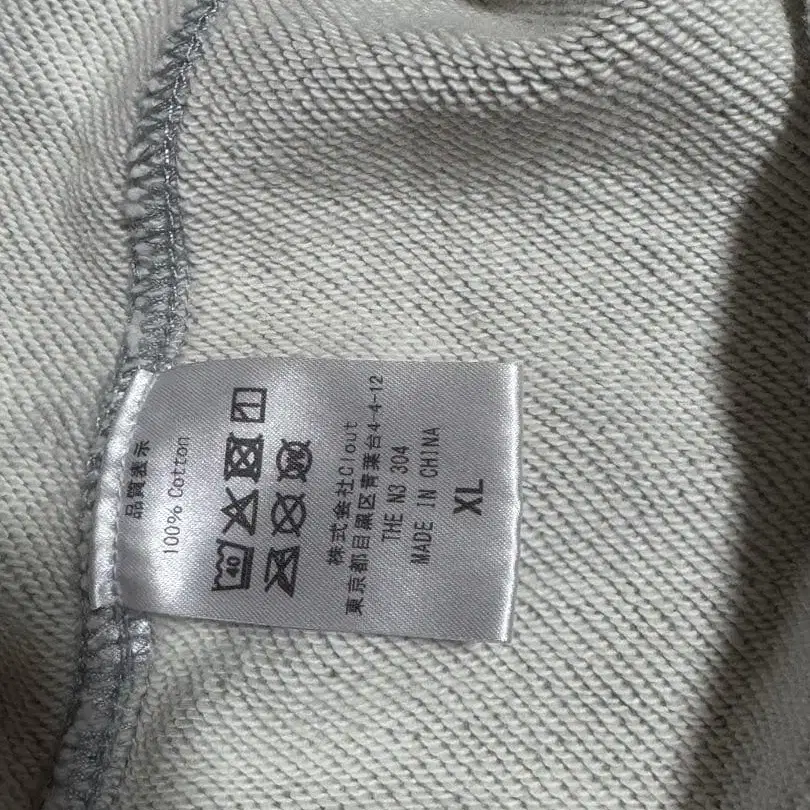 品質表示
100% Cotton
40
株式会社Clout
東京都目黒区青葉台4-4-12
THE N3 304
MADE IN CHINA
XL